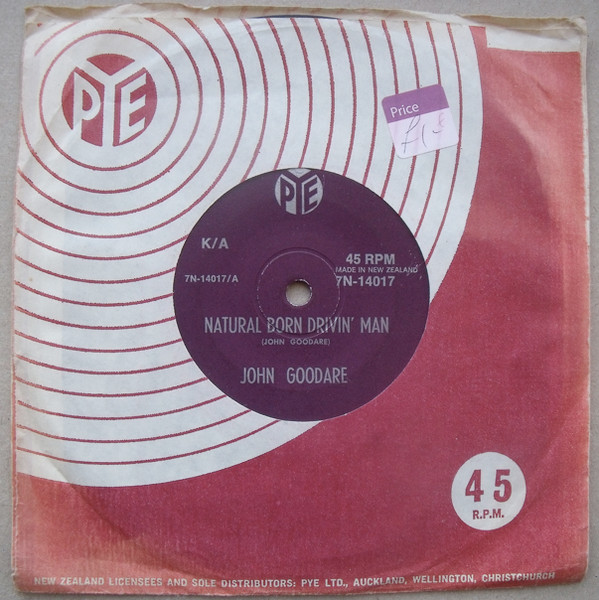 PYE
Price
PYE
K/A
45 RPM
MADE IN NEW ZEALAND
7N-14017/A
7N-14017
NATURAL BORN DRIVIN' MAN
(JOHN GOODARE)
JOHN GOODARE
45
R.P.M.
NEW ZEALAND LICENSEES AND SOLE DISTRIBUTORS: PYE LTD., AUCKLAND, WELLINGTON, CHRISTCHURCH